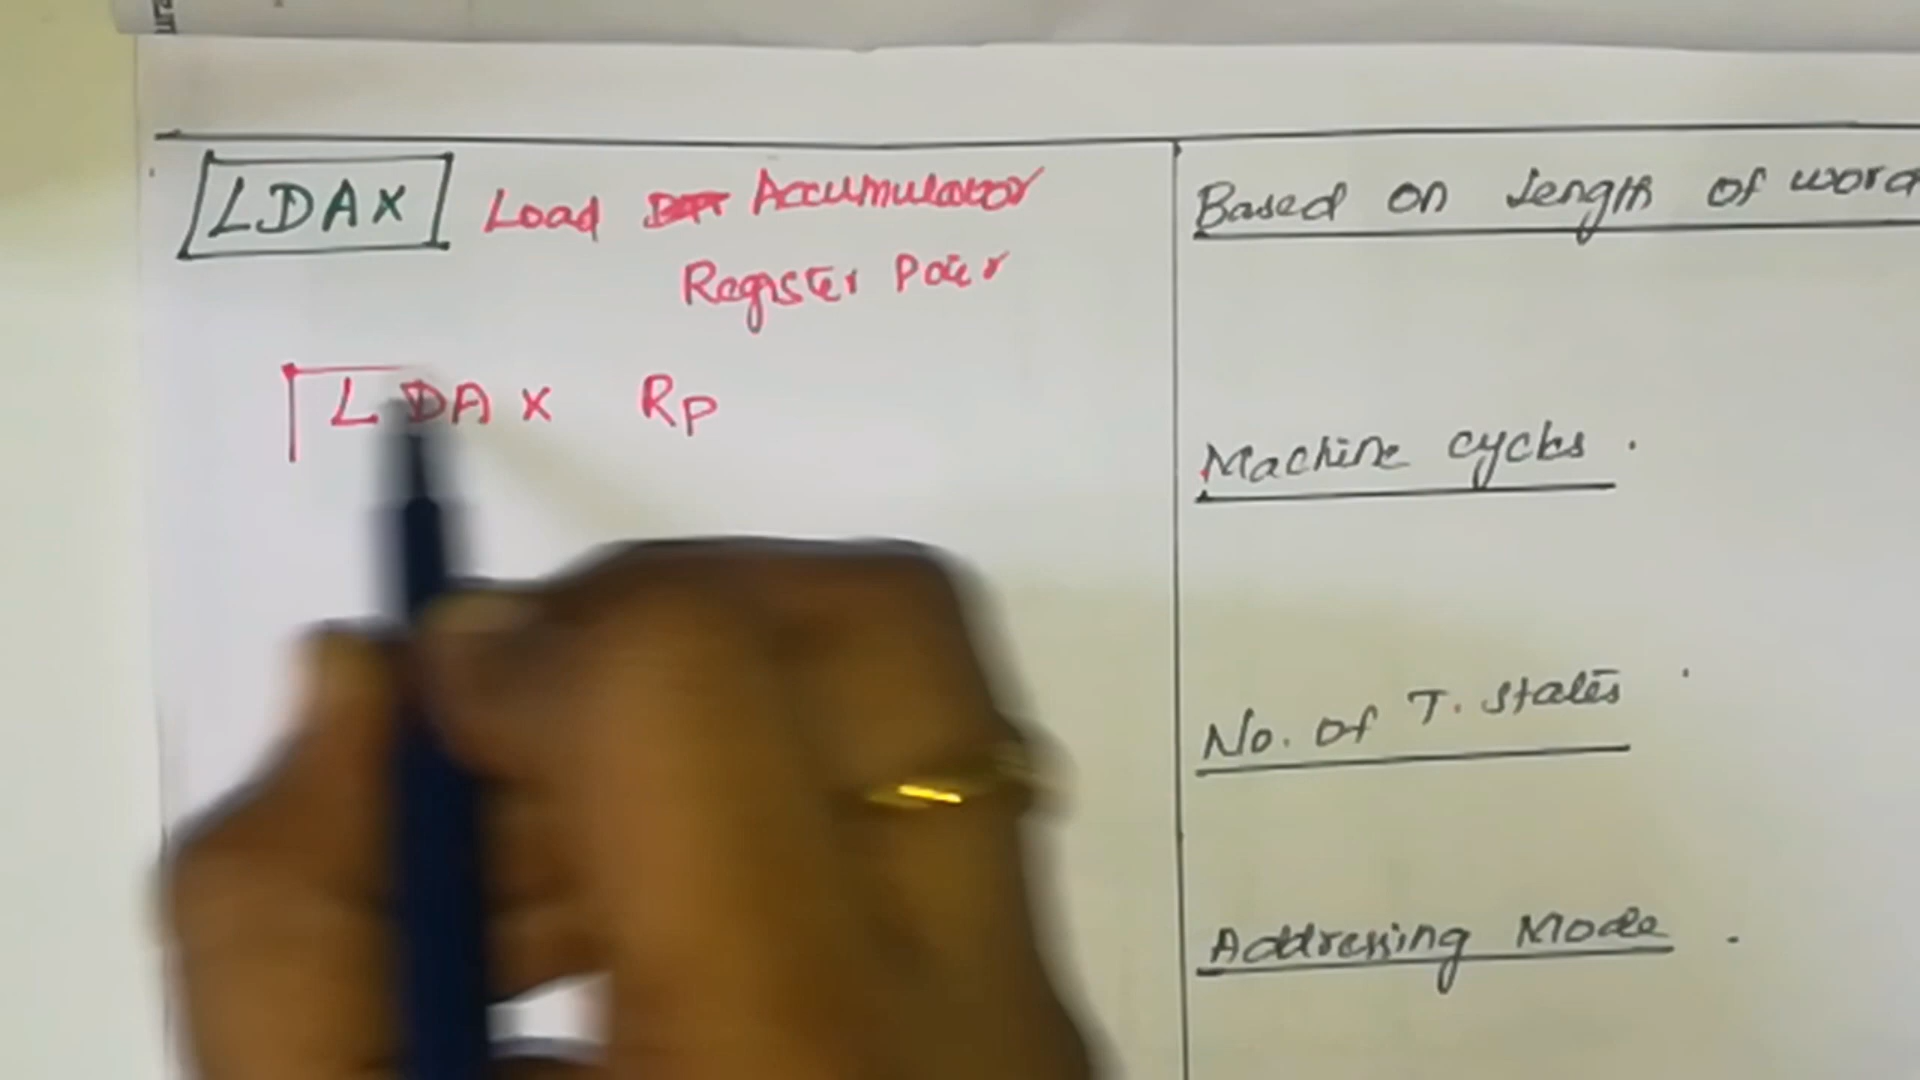 LDAX Load Accumulator
Register Pair
LDAX Rp
Based on Length of word
Machine cycles .
No. of T. states .
Addressing Mode .